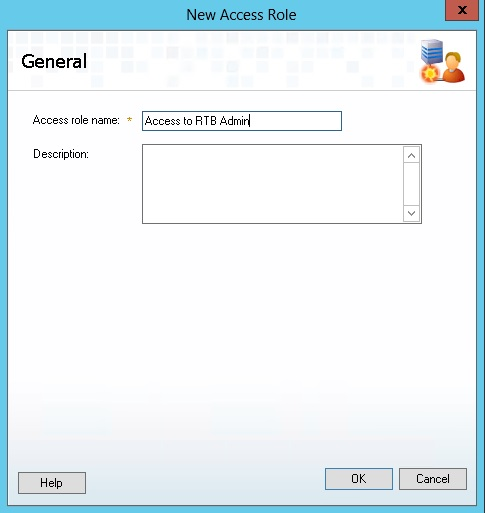 New Access Role
x
General
Access role name: * Access to RTB Admin
Description:
Help OK Cancel